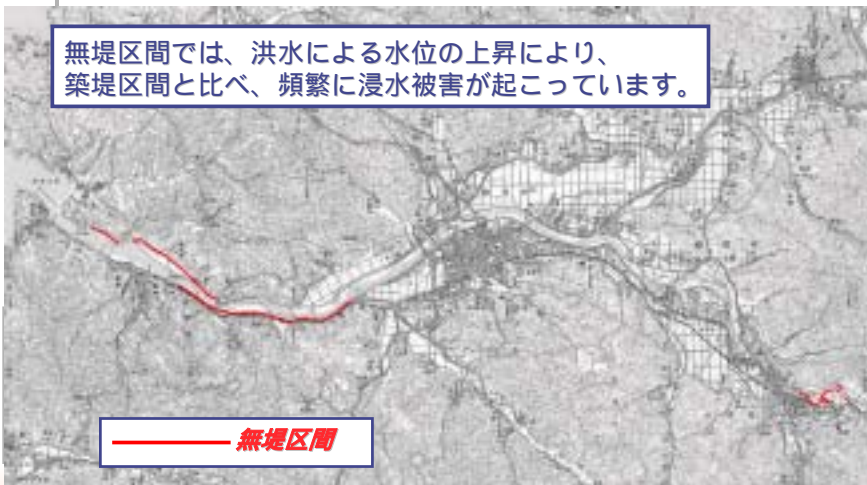 無堤区間では、洪水による水位の上昇により、
築堤区間と比べ、頻繁に浸水被害が起こっています。
無堤区間